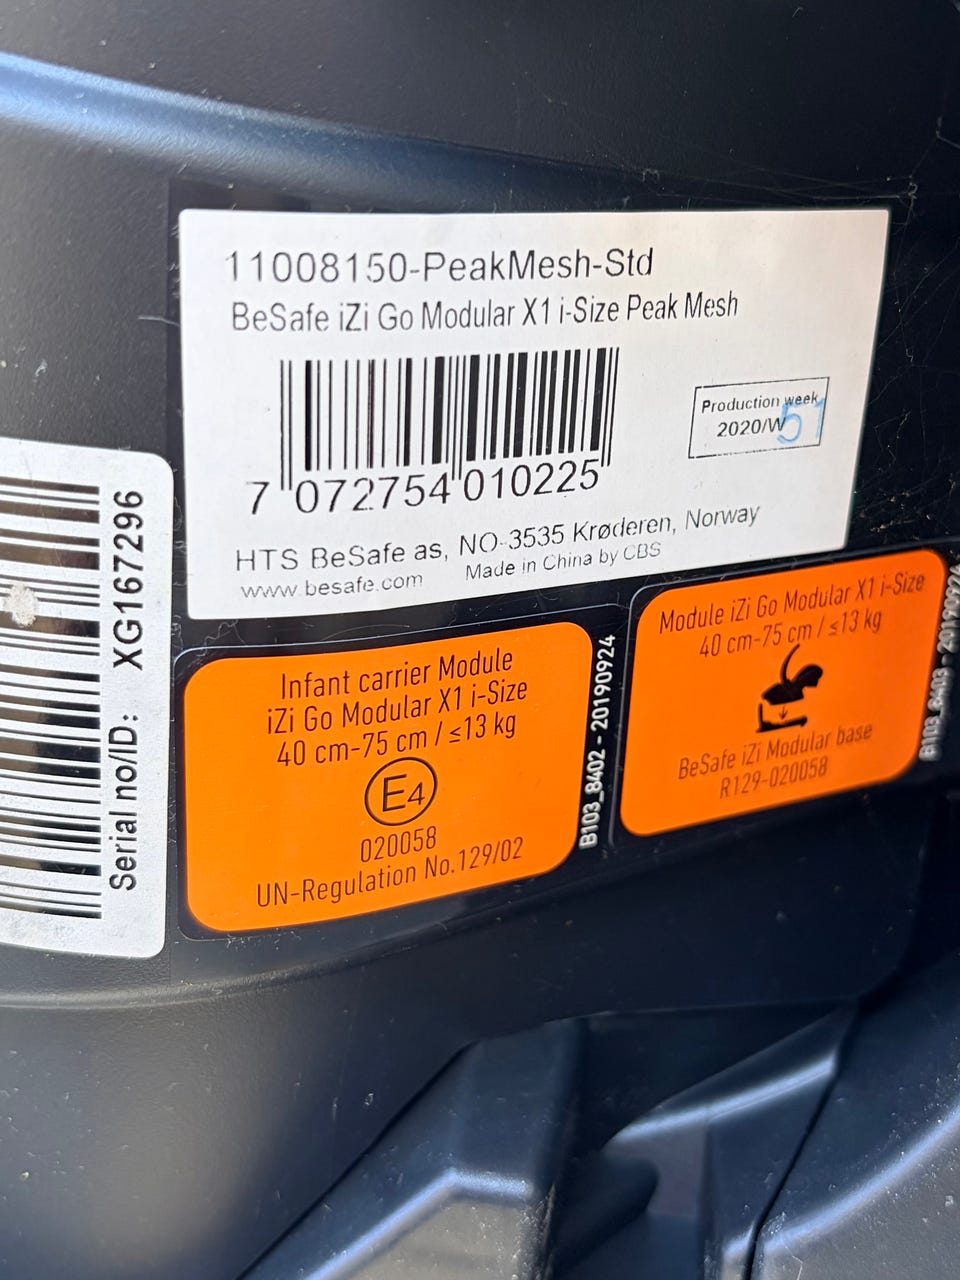 11008150-PeakMesh-Std
BeSafe iZi Go Modular X1 i-Size Peak Mesh
7 072754 010225
Production week
2020/W 51
HTS BeSafe as, NO-3535 Krøderen, Norway
www.besafe.com Made in China by CBS
Serial no/ID: XG167296
Infant carrier Module
iZi Go Modular X1 i-Size
40 cm-75 cm / ≤13 kg
E4
020058
UN-Regulation No.129/02
B103_8402 - 20190924
Module iZi Go Modular X1 i-Size
40 cm-75 cm / ≤13 kg
BeSafe iZi Modular base
R129-020058
B103_8403 - 20190924